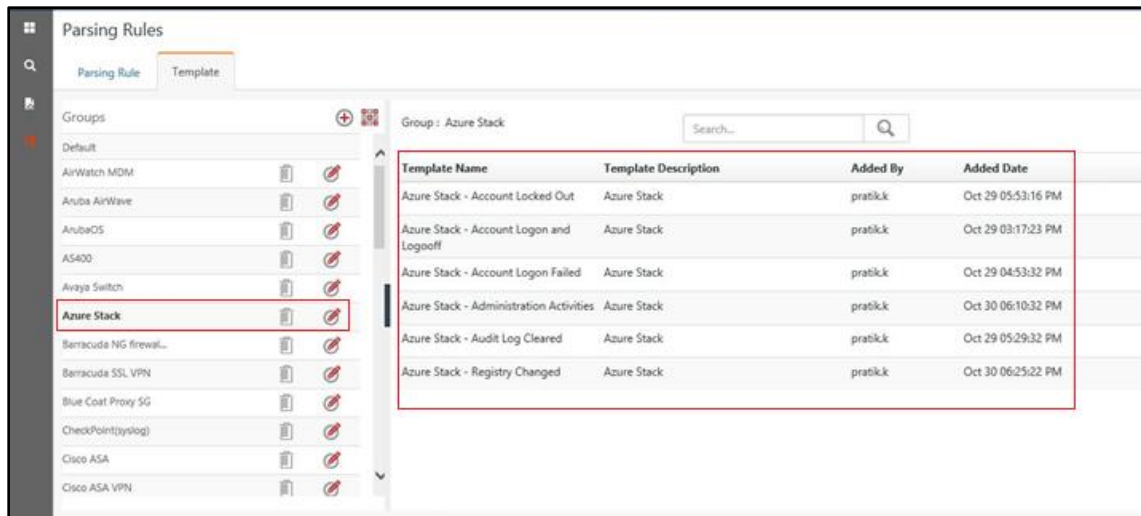 Parsing Rules
Parsing Rule Template
Groups
Default
AirWatch MDM
Aruba AirWave
ArubaOS
AS400
Avaya Switch
Azure Stack
Barracuda NG firewal...
Barracuda SSL VPN
Blue Coat Proxy SG
CheckPoint(syslog)
Cisco ASA
Cisco ASA VPN
Group : Azure Stack
Search...
Template Name Template Description Added By Added Date
Azure Stack - Account Locked Out Azure Stack pratik.k Oct 29 05:53:16 PM
Azure Stack - Account Logon and Azure Stack pratik.k Oct 29 03:17:23 PM
Logooff
Azure Stack - Account Logon Failed Azure Stack pratik.k Oct 29 04:53:32 PM
Azure Stack - Administration Activities Azure Stack pratik.k Oct 30 06:10:32 PM
Azure Stack - Audit Log Cleared Azure Stack pratik.k Oct 29 05:29:32 PM
Azure Stack - Registry Changed Azure Stack pratik.k Oct 30 06:25:22 PM